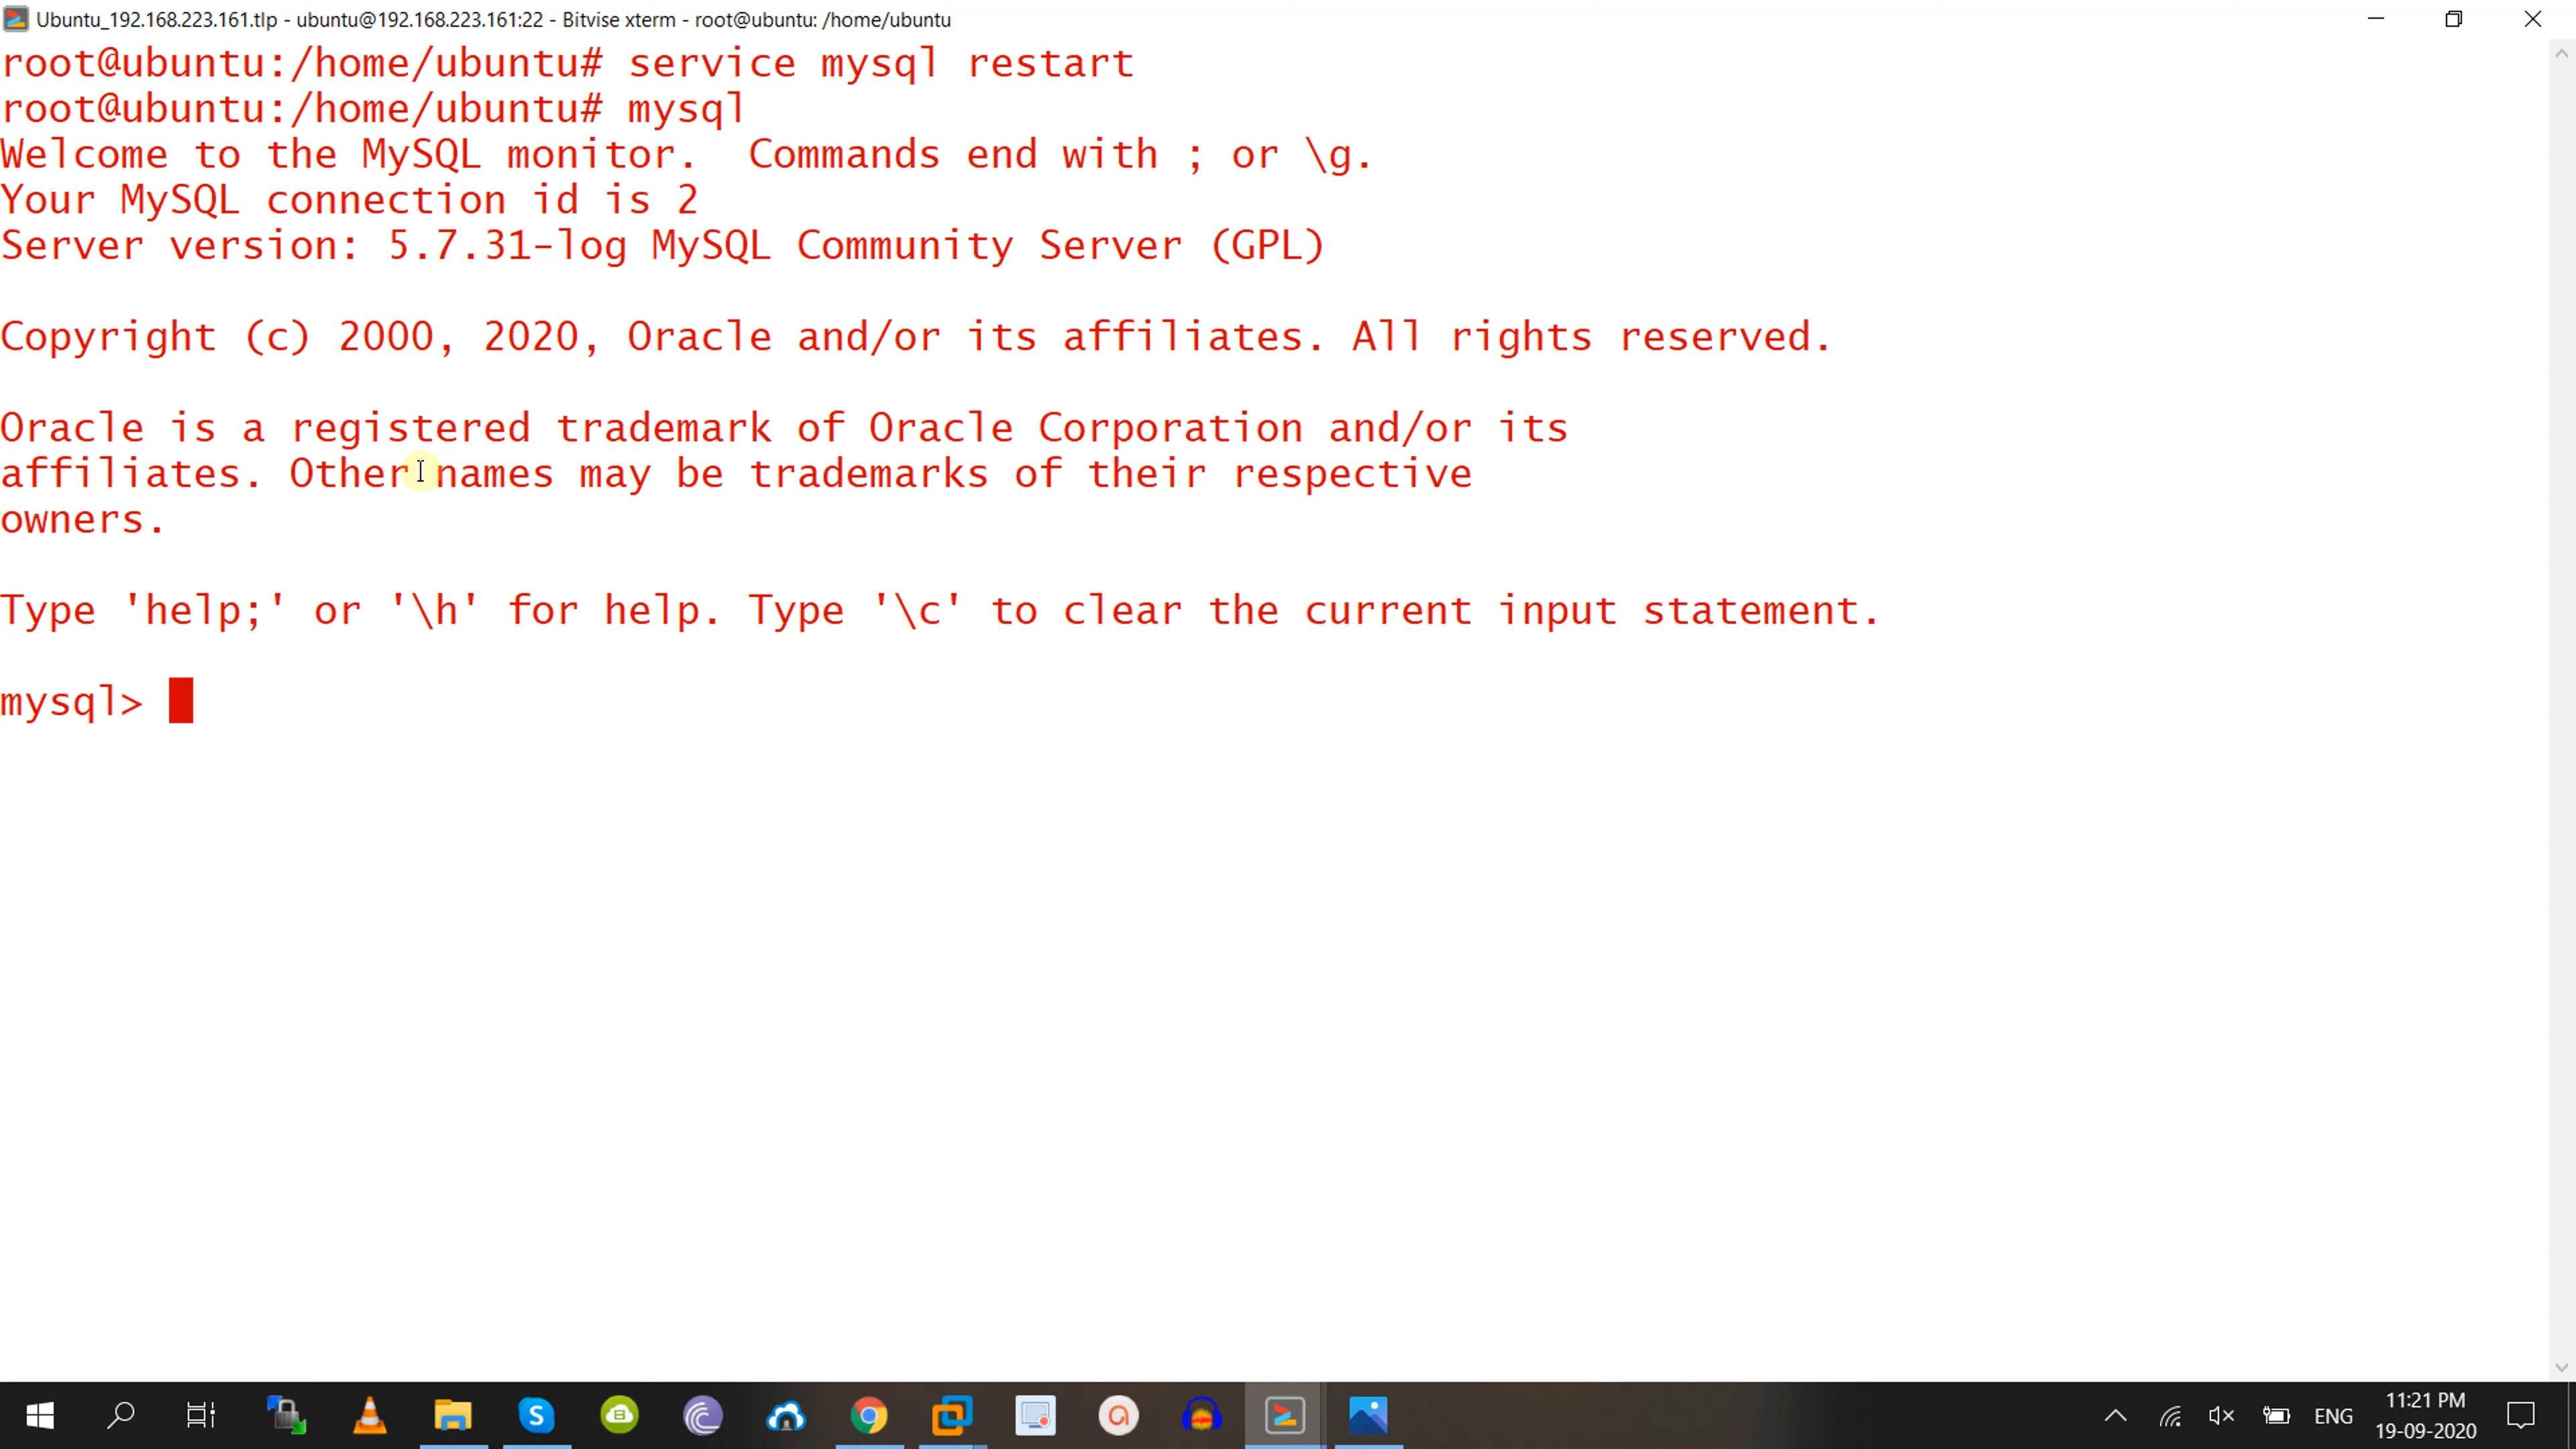 Ubuntu_192.168.223.161.tlp - ubuntu@192.168.223.161:22 - Bitvise xterm - root@ubuntu: /home/ubuntu
root@ubuntu:/home/ubuntu# service mysql restart
root@ubuntu:/home/ubuntu# mysql
Welcome to the MySQL monitor.  Commands end with ; or \g.
Your MySQL connection id is 2
Server version: 5.7.31-log MySQL Community Server (GPL)
Copyright (c) 2000, 2020, Oracle and/or its affiliates. All rights reserved.
Oracle is a registered trademark of Oracle Corporation and/or its
affiliates. Other names may be trademarks of their respective
owners.
Type 'help;' or '\h' for help. Type '\c' to clear the current input statement.
mysql>
ENG
11:21 PM
19-09-2020